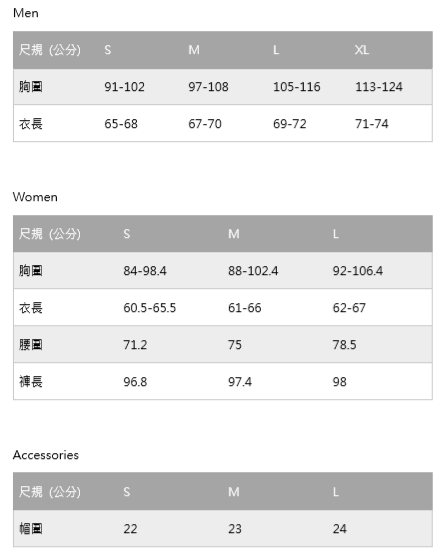 Men
尺規 (公分) S M L XL
胸圍 91-102 97-108 105-116 113-124
衣長 65-68 67-70 69-72 71-74
Women
尺規 (公分) S M L
胸圍 84-98.4 88-102.4 92-106.4
衣長 60.5-65.5 61-66 62-67
腰圍 71.2 75 78.5
褲長 96.8 97.4 98
Accessories
尺規 (公分) S M L
帽圍 22 23 24